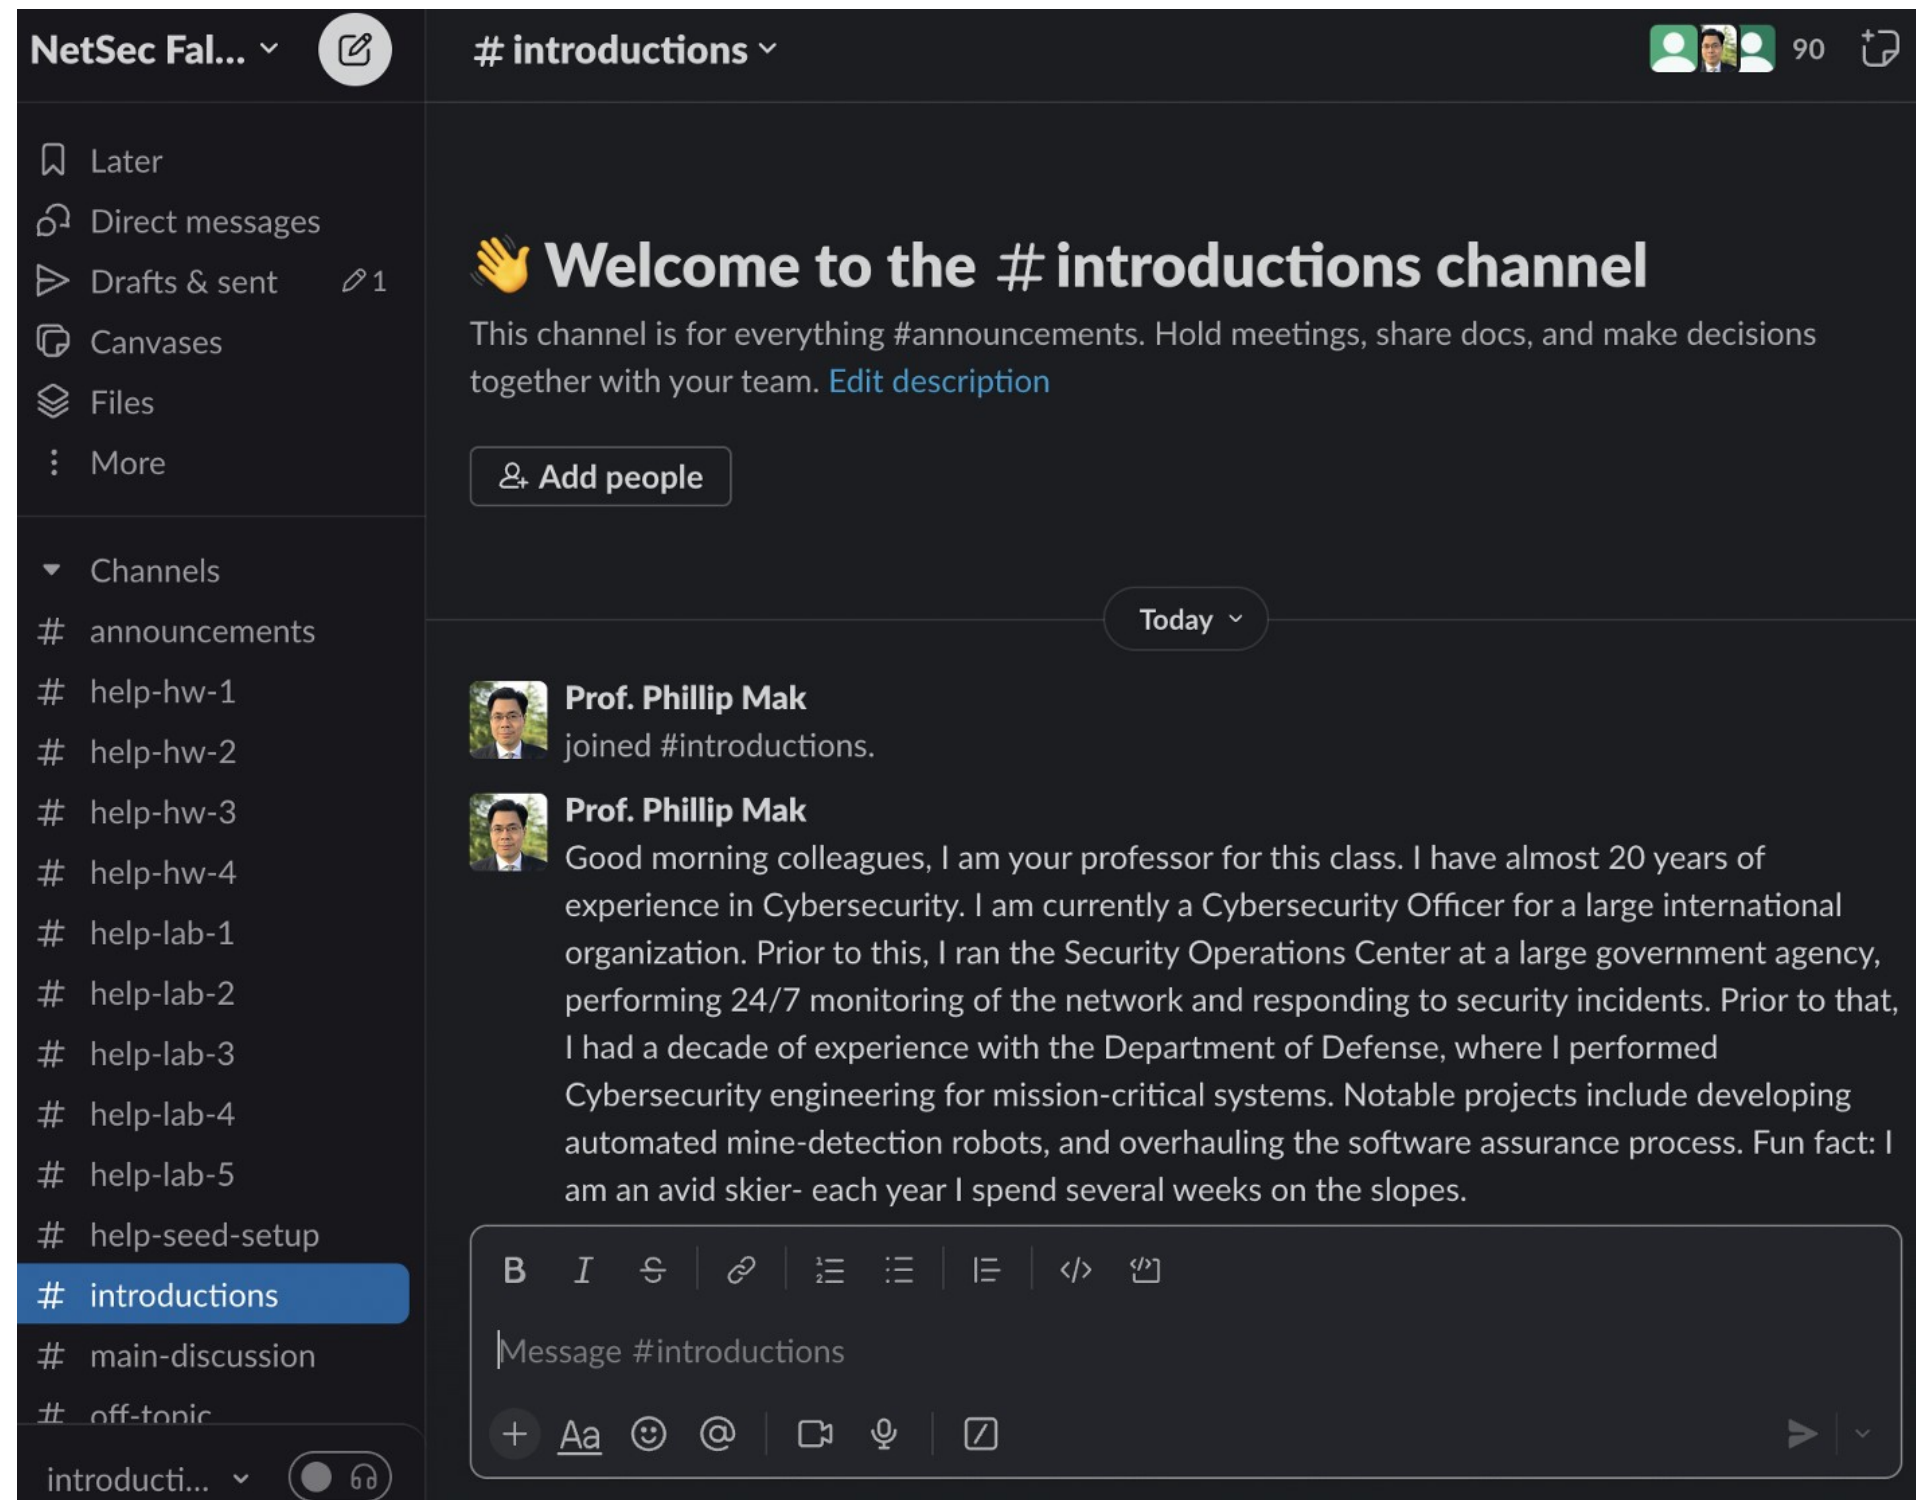 NetSec Fal...
# introductions
90
Later
Direct messages
Drafts & sent 1
Canvases
Files
More
Channels
# announcements
# help-hw-1
# help-hw-2
# help-hw-3
# help-hw-4
# help-lab-1
# help-lab-2
# help-lab-3
# help-lab-4
# help-lab-5
# help-seed-setup
# introductions
# main-discussion
# off-topic
introducti...
👋 Welcome to the # introductions channel
This channel is for everything #announcements. Hold meetings, share docs, and make decisions
together with your team. Edit description
Add people
Today
Prof. Phillip Mak
joined #introductions.
Prof. Phillip Mak
Good morning colleagues, I am your professor for this class. I have almost 20 years of
experience in Cybersecurity. I am currently a Cybersecurity Officer for a large international
organization. Prior to this, I ran the Security Operations Center at a large government agency,
performing 24/7 monitoring of the network and responding to security incidents. Prior to that,
I had a decade of experience with the Department of Defense, where I performed
Cybersecurity engineering for mission-critical systems. Notable projects include developing
automated mine-detection robots, and overhauling the software assurance process. Fun fact: I
am an avid skier- each year I spend several weeks on the slopes.
B I S </>
Message #introductions
+ Aa @